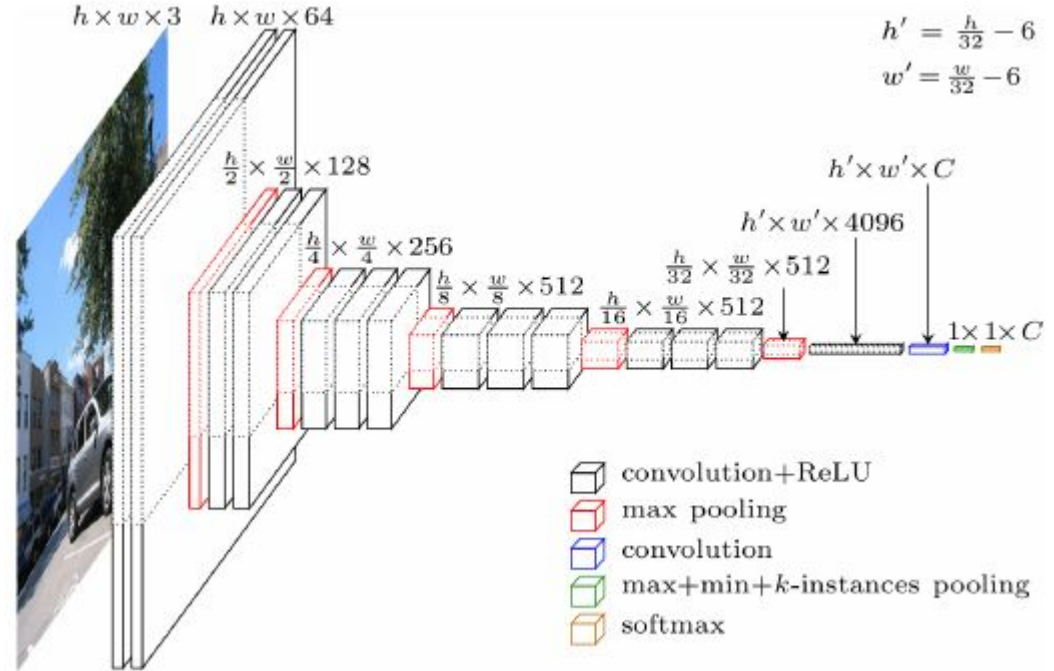 h × w × 3
h × w × 64
h′ = h/32 − 6
w′ = w/32 − 6
h/2 × w/2 × 128
h/4 × w/4 × 256
h/8 × w/8 × 512
h/16 × w/16 × 512
h/32 × w/32 × 512
h′ × w′ × 4096
h′ × w′ × C
1 × 1 × C
convolution+ReLU
max pooling
convolution
max+min+k-instances pooling
softmax